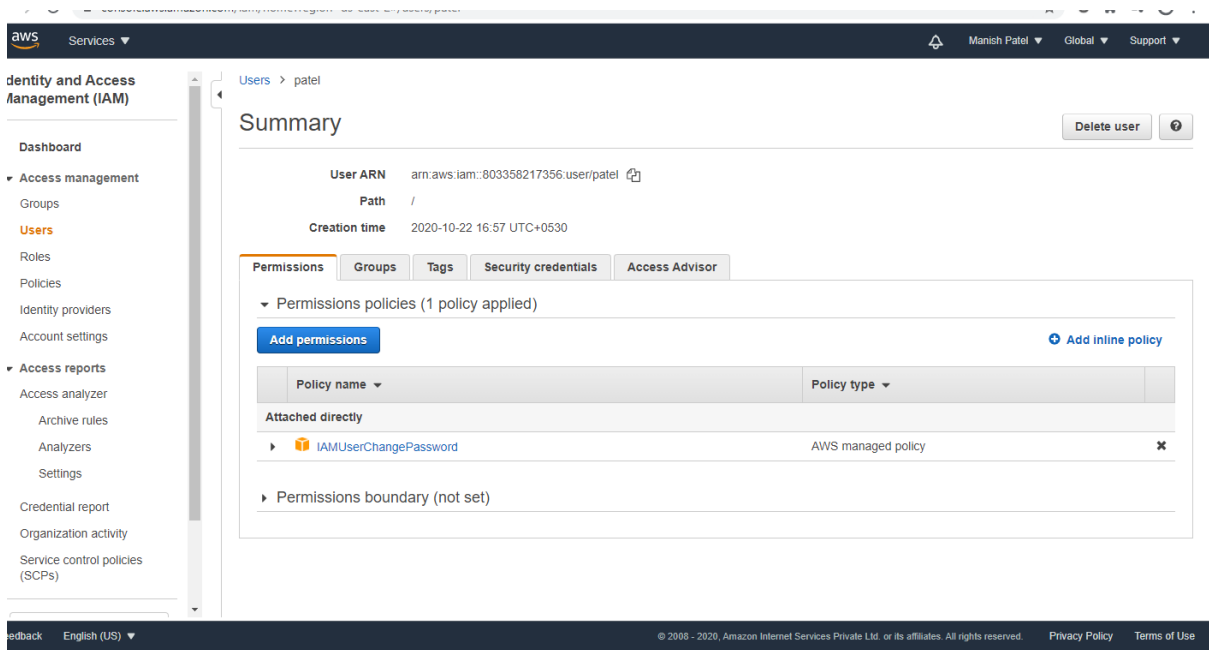 aws Services Manish Patel Global Support
Identity and Access
Management (IAM)
Dashboard
Access management
Groups
Users
Roles
Policies
Identity providers
Account settings
Access reports
Access analyzer
Archive rules
Analyzers
Settings
Credential report
Organization activity
Service control policies
(SCPs)
Users > patel
Summary
Delete user
User ARN arn:aws:iam::803358217356:user/patel
Path /
Creation time 2020-10-22 16:57 UTC+0530
Permissions Groups Tags Security credentials Access Advisor
Permissions policies (1 policy applied)
Add permissions Add inline policy
Policy name Policy type
Attached directly
IAMUserChangePassword AWS managed policy
Permissions boundary (not set)
eedback English (US) © 2008 - 2020, Amazon Internet Services Private Ltd. or its affiliates. All rights reserved. Privacy Policy Terms of Use